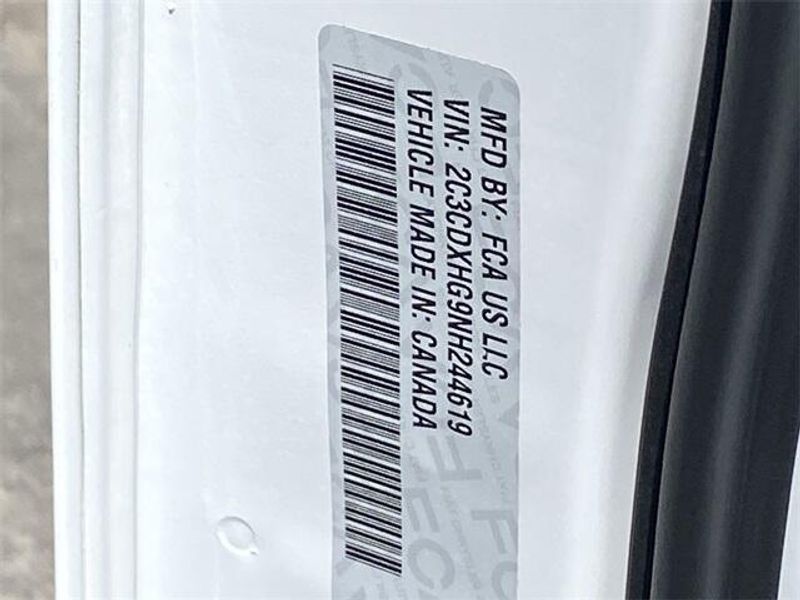 MFD BY: FCA US LLC
VIN: 2C3CDXHG9NH244619
VEHICLE MADE IN: CANADA